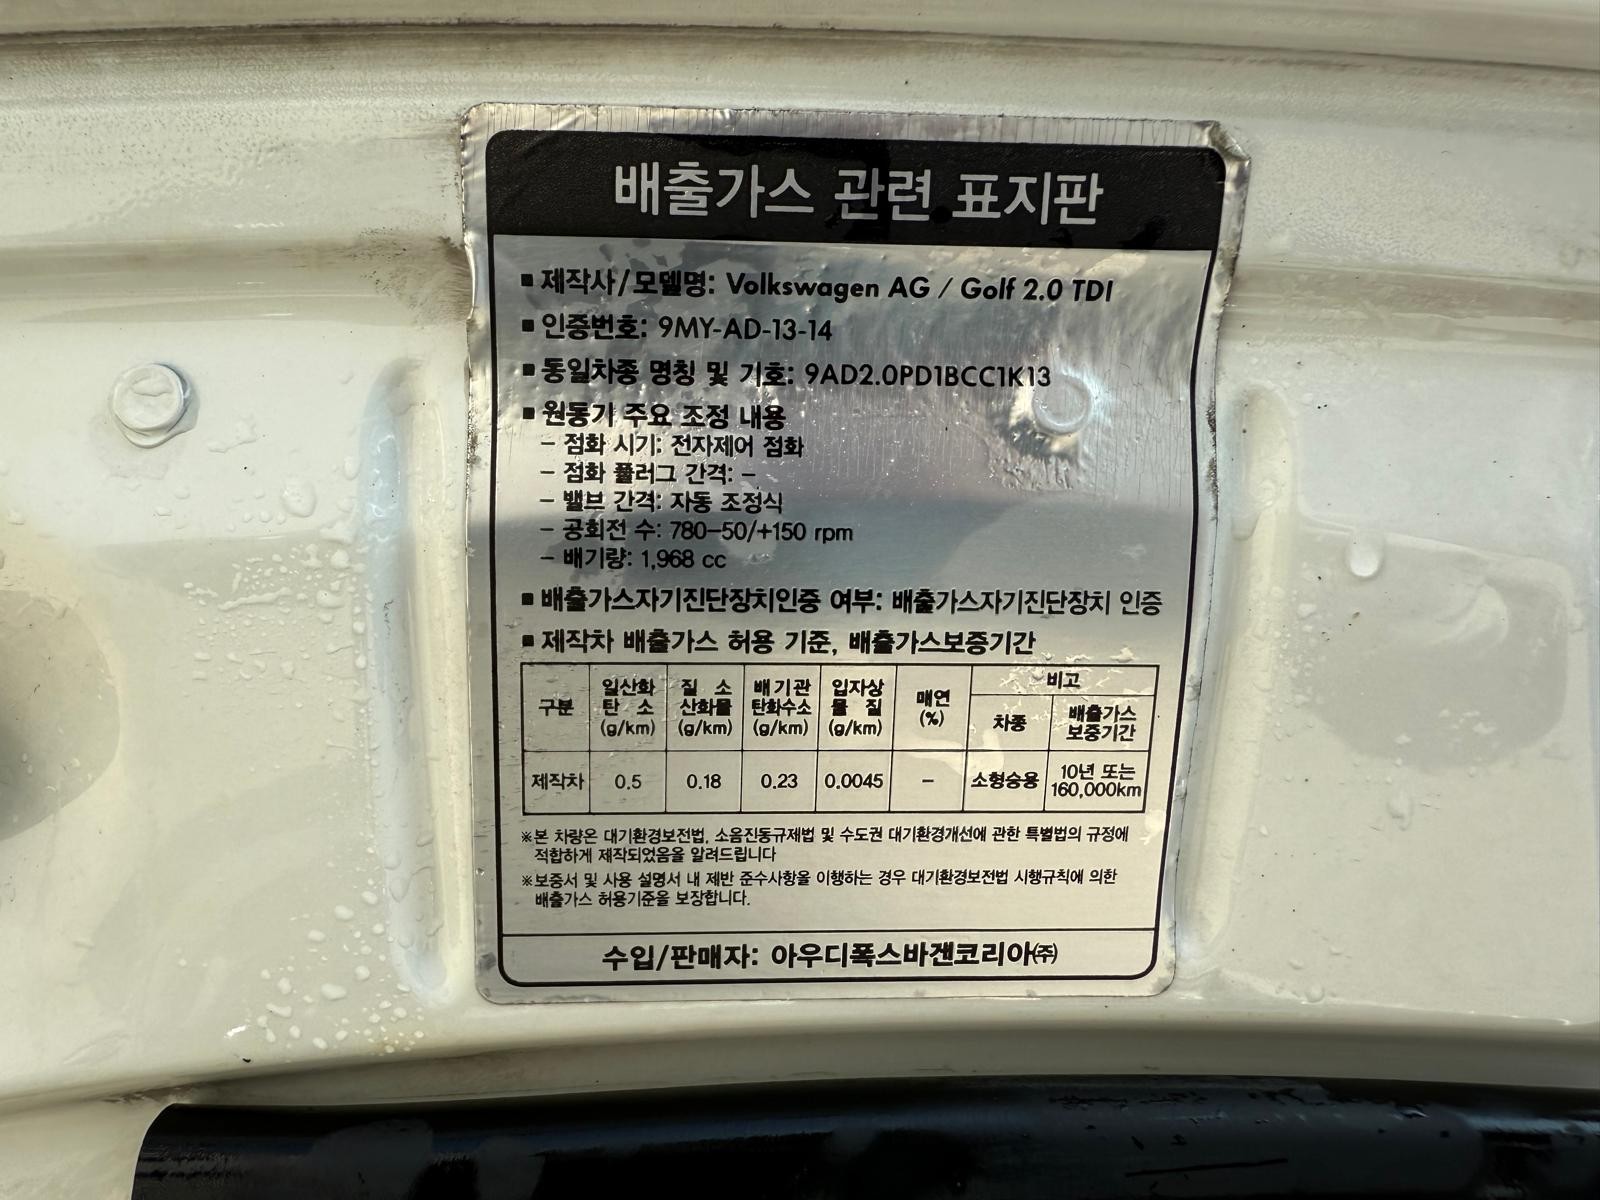 배출가스 관련 표지판
■ 제작사/모델명: Volkswagen AG / Golf 2.0 TDI
■ 인증번호: 9MY-AD-13-14
■ 동일차종 명칭 및 기호: 9AD2.0PD1BCC1K13
■ 원동기 주요 조정 내용
– 점화 시기: 전자제어 점화
– 점화 플러그 간격: –
– 밸브 간격: 자동 조정식
– 공회전 수: 780–50/+150 rpm
– 배기량: 1,968 cc
■ 배출가스자기진단장치인증 여부: 배출가스자기진단장치 인증
■ 제작차 배출가스 허용 기준, 배출가스보증기간
구분 일산화탄소 (g/km) 질소산화물 (g/km) 배기관탄화수소 (g/km) 입자상물질 (g/km) 매연 (%) 비고
차종 배출가스 보증기간
제작차 0.5 0.18 0.23 0.0045 – 소형승용 10년 또는 160,000km
※본 차량은 대기환경보전법, 소음진동규제법 및 수도권 대기환경개선에 관한 특별법의 규정에
적합하게 제작되었음을 알려드립니다
※보증서 및 사용 설명서 내 제반 준수사항을 이행하는 경우 대기환경보전법 시행규칙에 의한
배출가스 허용기준을 보장합니다.
수입/판매자: 아우디폭스바겐코리아㈜